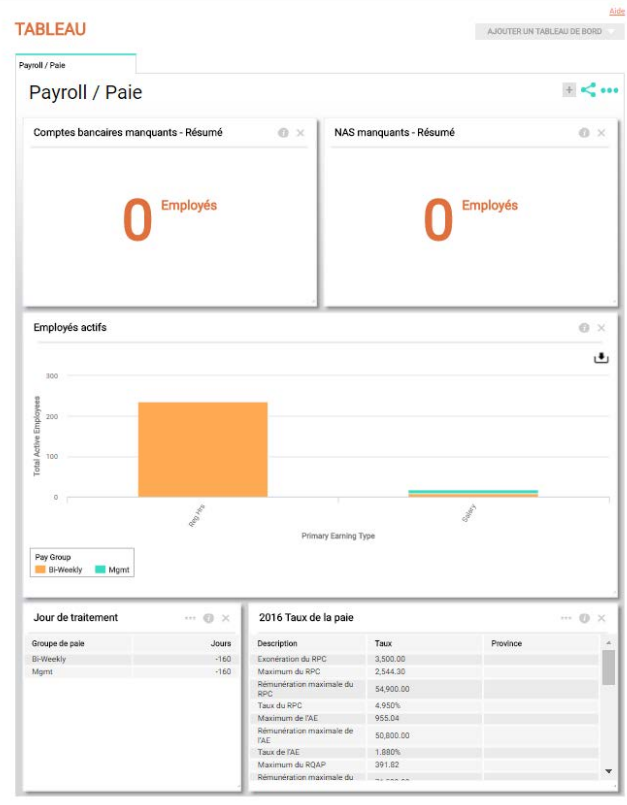 Aide
TABLEAU
AJOUTER UN TABLEAU DE BORD
Payroll / Paie
Payroll / Paie
Comptes bancaires manquants - Résumé
0 Employés
NAS manquants - Résumé
0 Employés
Employés actifs
Total Active Employees
300
200
100
0
Reg Hrs
Salary
Primary Earning Type
Pay Group
Bi-Weekly
Mgmt
Jour de traitement
Groupe de paie Jours
Bi-Weekly -160
Mgmt -160
2016 Taux de la paie
Description Taux Province
Exonération du RPC 3,500.00
Maximum du RPC 2,544.30
Rémunération maximale du
RPC 54,900.00
Taux du RPC 4.950%
Maximum de l'AE 955.04
Rémunération maximale de
l'AE 50,800.00
Taux de l'AE 1.880%
Maximum du RQAP 391.82
Rémunération maximale du